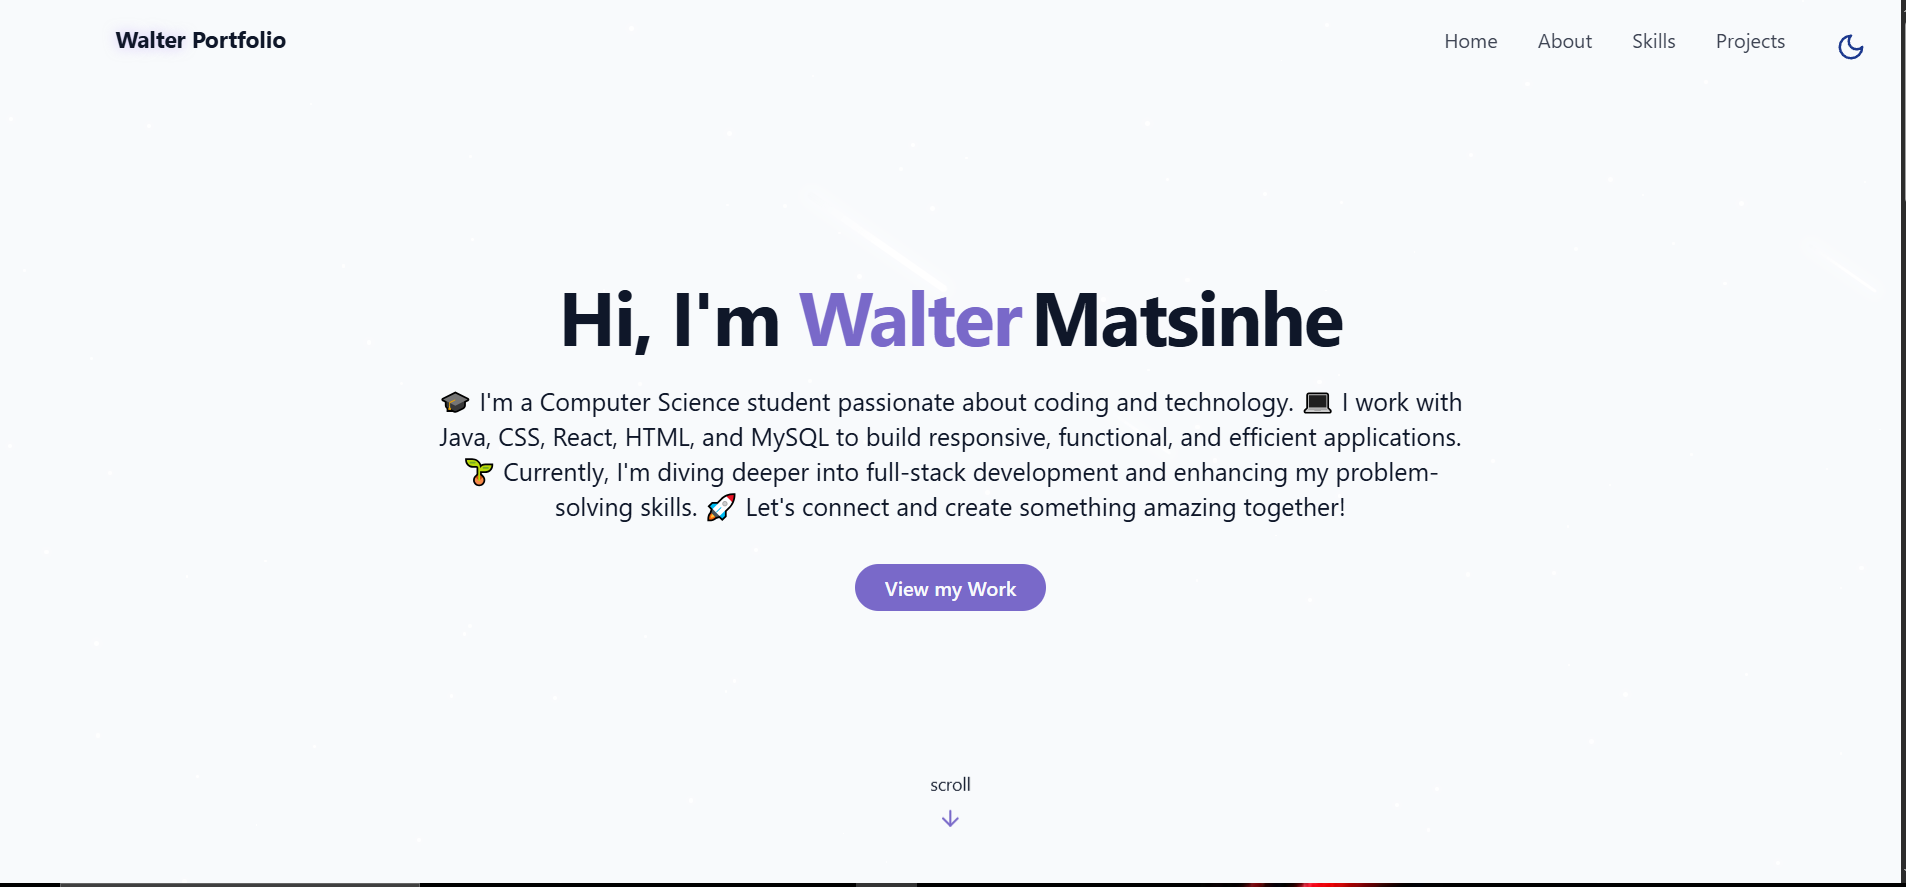 Walter Portfolio
Home About Skills Projects
Hi, I'm Walter Matsinhe
🎓 I'm a Computer Science student passionate about coding and technology. 💻 I work with
Java, CSS, React, HTML, and MySQL to build responsive, functional, and efficient applications.
🌱 Currently, I'm diving deeper into full-stack development and enhancing my problem-
solving skills. 🚀 Let's connect and create something amazing together!
View my Work
scroll